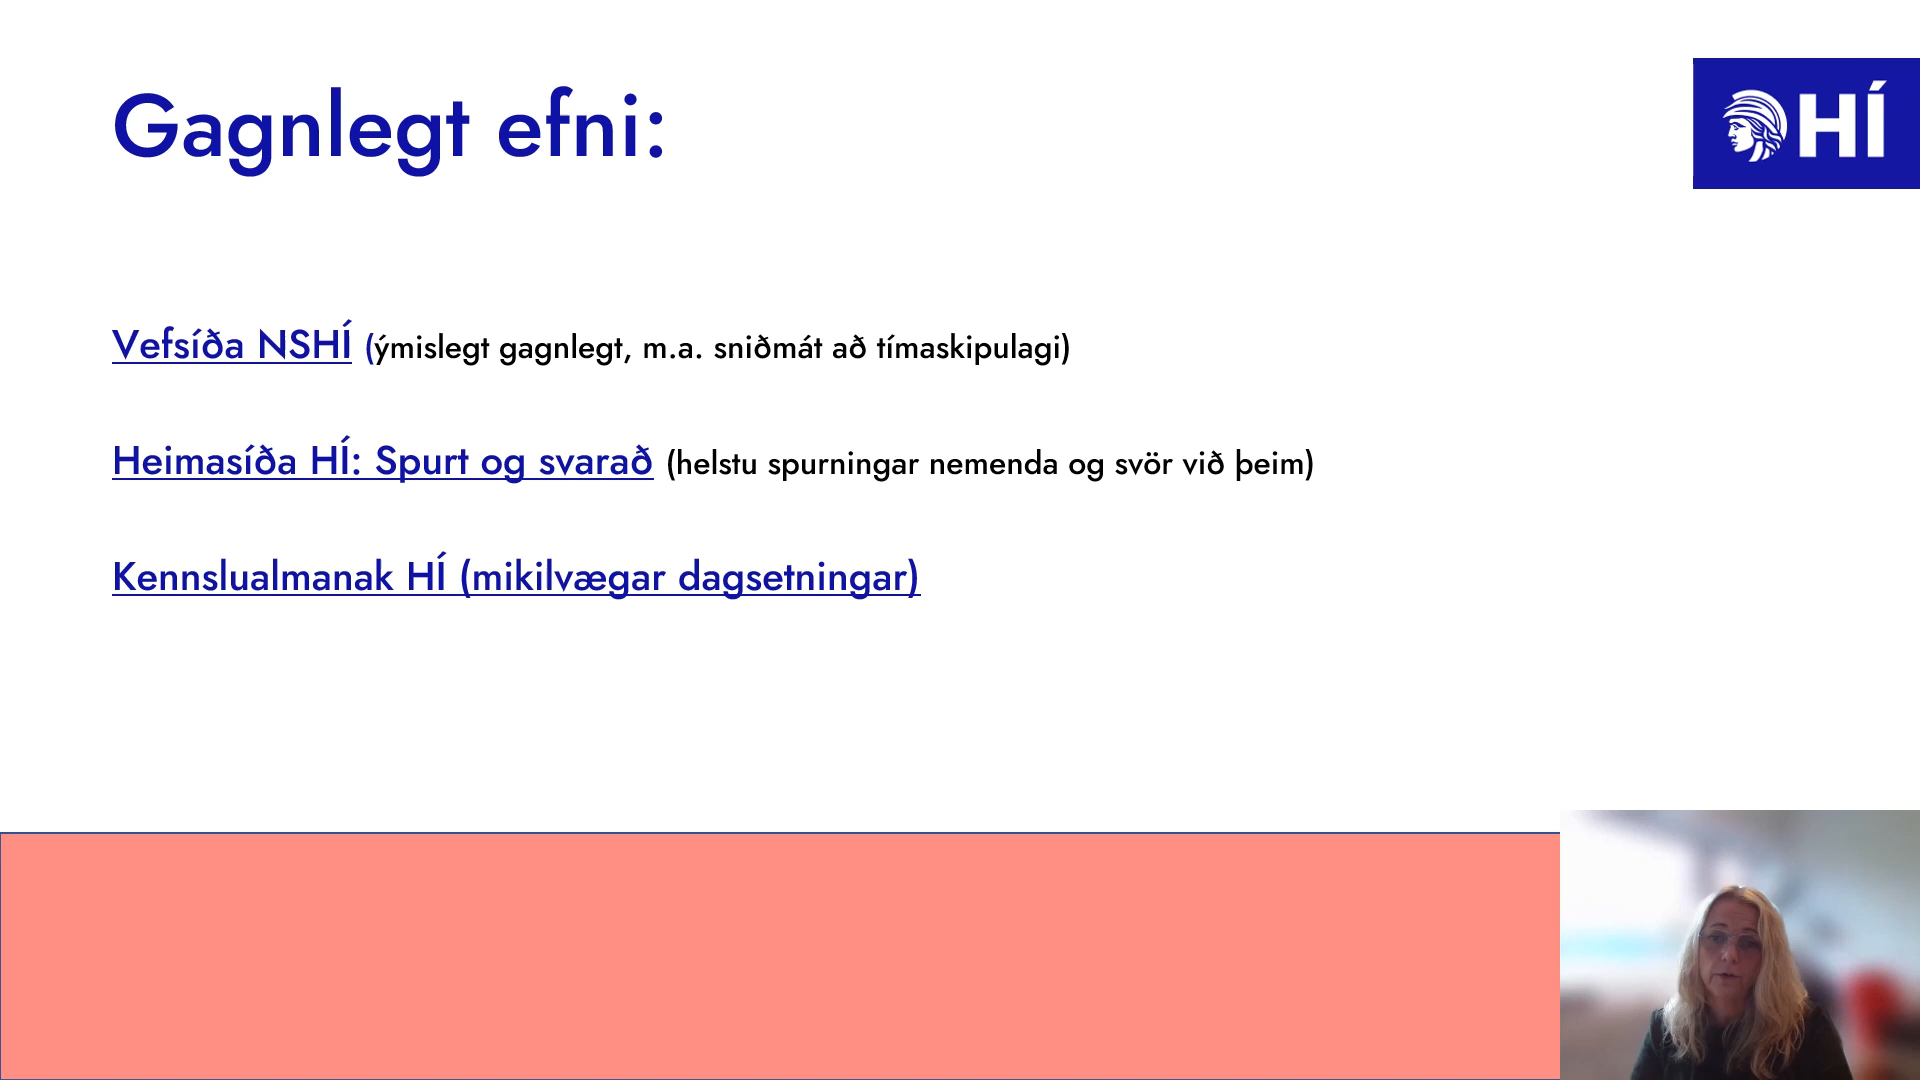 Gagnlegt efni:
HÍ
Vefsíða NSHÍ (ýmislegt gagnlegt, m.a. sniðmát að tímaskipulagi)
Heimasíða HÍ: Spurt og svarað (helstu spurningar nemenda og svör við þeim)
Kennslualmanak HÍ (mikilvægar dagsetningar)